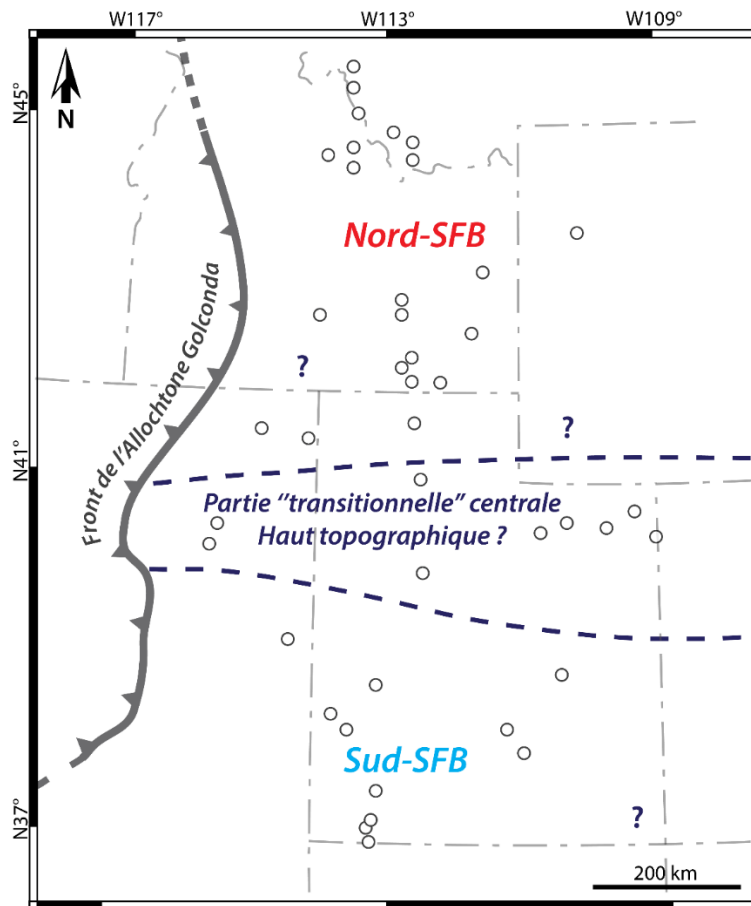 W117°
W113°
W109°
N45°
N
Nord-SFB
Front de l'Allochtone Golconda
?
?
N41°
Partie "transitionnelle" centrale
Haut topographique ?
Sud-SFB
N37°
?
200 km